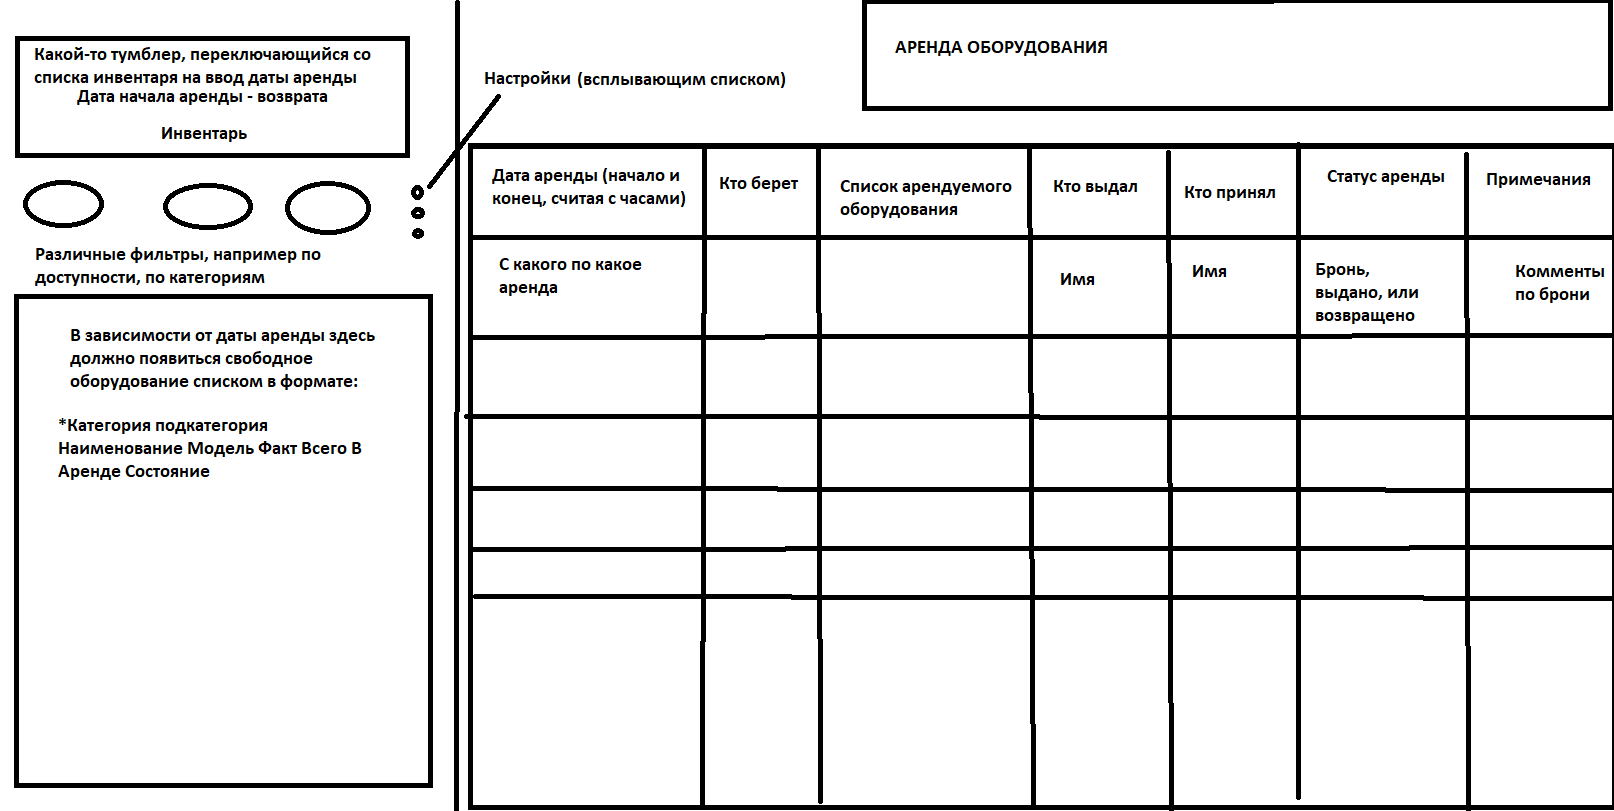 Какой-то тумблер, переключающийся со
списка инвентаря на ввод даты аренды
Дата начала аренды - возврата
Инвентарь
Различные фильтры, например по
доступности, по категориям
В зависимости от даты аренды здесь
должно появиться свободное
оборудование списком в формате:
*Категория подкатегория
Наименование Модель Факт Всего В
Аренде Состояние
Настройки (всплывающим списком)
АРЕНДА ОБОРУДОВАНИЯ
Дата аренды (начало и
конец, считая с часами)
Кто берет
Список арендуемого
оборудования
Кто выдал
Кто принял
Статус аренды
Примечания
С какого по какое
аренда
Имя
Имя
Бронь,
выдано, или
возвращено
Комменты
по брони